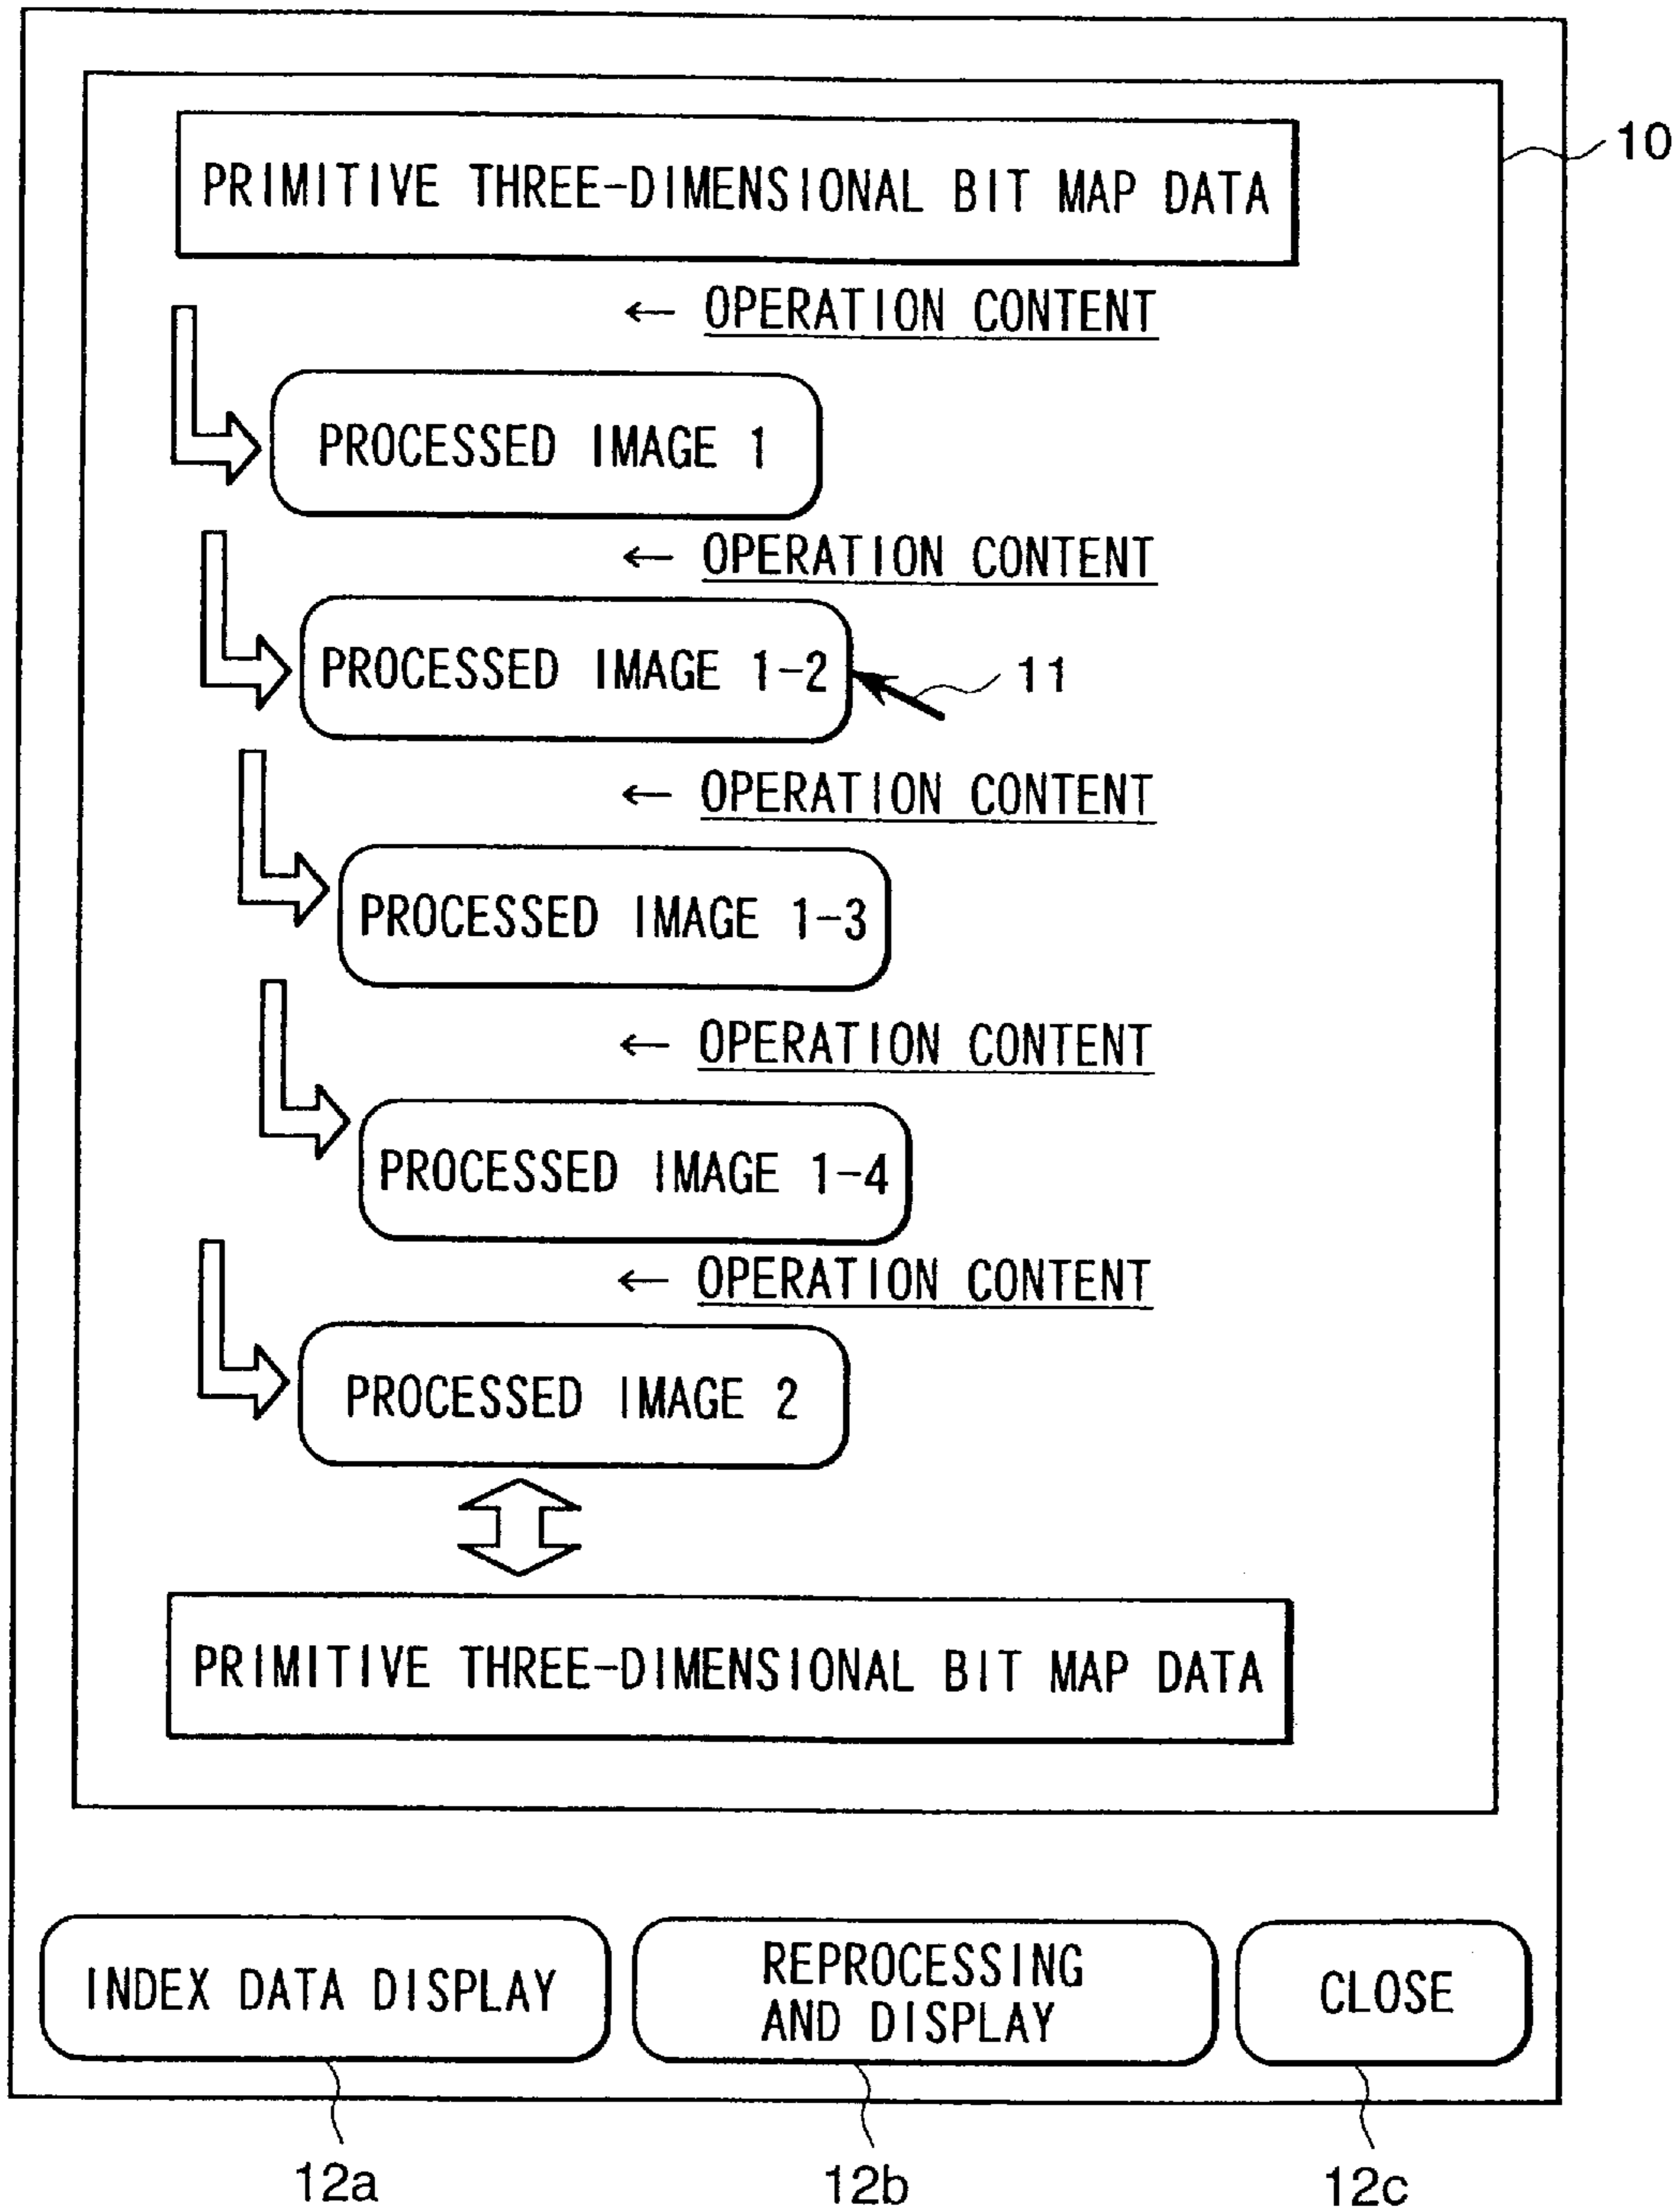 PRIMITIVE THREE-DIMENSIONAL BIT MAP DATA
10
← OPERATION CONTENT
PROCESSED IMAGE 1
← OPERATION CONTENT
PROCESSED IMAGE 1-2
11
← OPERATION CONTENT
PROCESSED IMAGE 1-3
← OPERATION CONTENT
PROCESSED IMAGE 1-4
← OPERATION CONTENT
PROCESSED IMAGE 2
PRIMITIVE THREE-DIMENSIONAL BIT MAP DATA
INDEX DATA DISPLAY
REPROCESSING
AND DISPLAY
CLOSE
12a
12b
12c